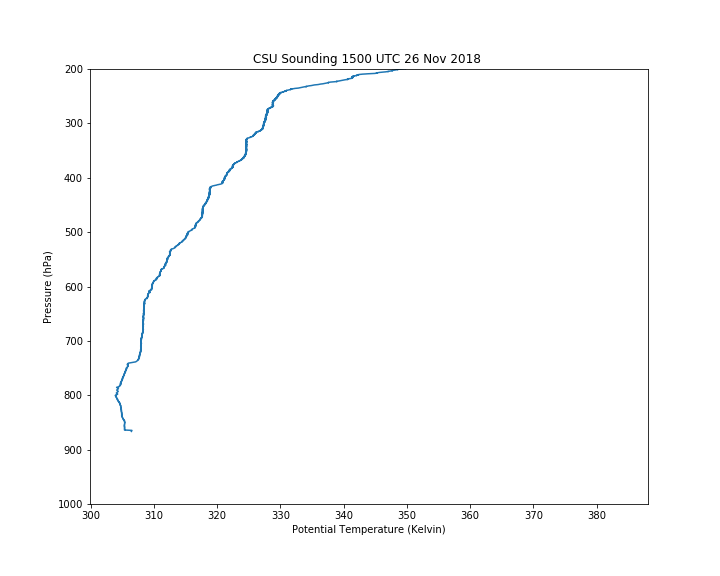 CSU Sounding 1500 UTC 26 Nov 2018
200
300
400
500
600
700
800
900
1000
Pressure (hPa)
300 310 320 330 340 350 360 370 380
Potential Temperature (Kelvin)